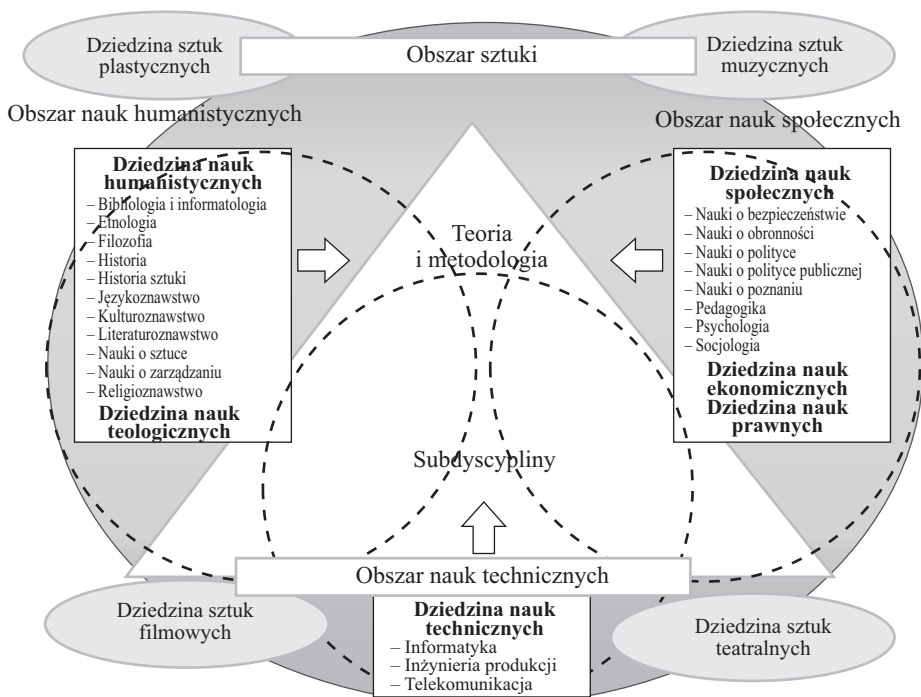 Dziedzina sztuk
plastycznych
Obszar sztuki
Dziedzina sztuk
muzycznych
Obszar nauk humanistycznych
Obszar nauk społecznych
Dziedzina nauk
humanistycznych
– Bibliologia i informatologia
– Etnologia
– Filozofia
– Historia
– Historia sztuki
– Językoznawstwo
– Kulturoznawstwo
– Literaturoznawstwo
– Nauki o sztuce
– Nauki o zarządzaniu
– Religioznawstwo
Dziedzina nauk
teologicznych
Teoria
i metodologia
Dziedzina nauk
społecznych
– Nauki o bezpieczeństwie
– Nauki o obronności
– Nauki o polityce
– Nauki o polityce publicznej
– Nauki o poznaniu
– Pedagogika
– Psychologia
– Socjologia
Dziedzina nauk
ekonomicznych
Dziedzina nauk
prawnych
Subdyscypliny
Obszar nauk technicznych
Dziedzina sztuk
filmowych
Dziedzina nauk
technicznych
– Informatyka
– Inżynieria produkcji
– Telekomunikacja
Dziedzina sztuk
teatralnych